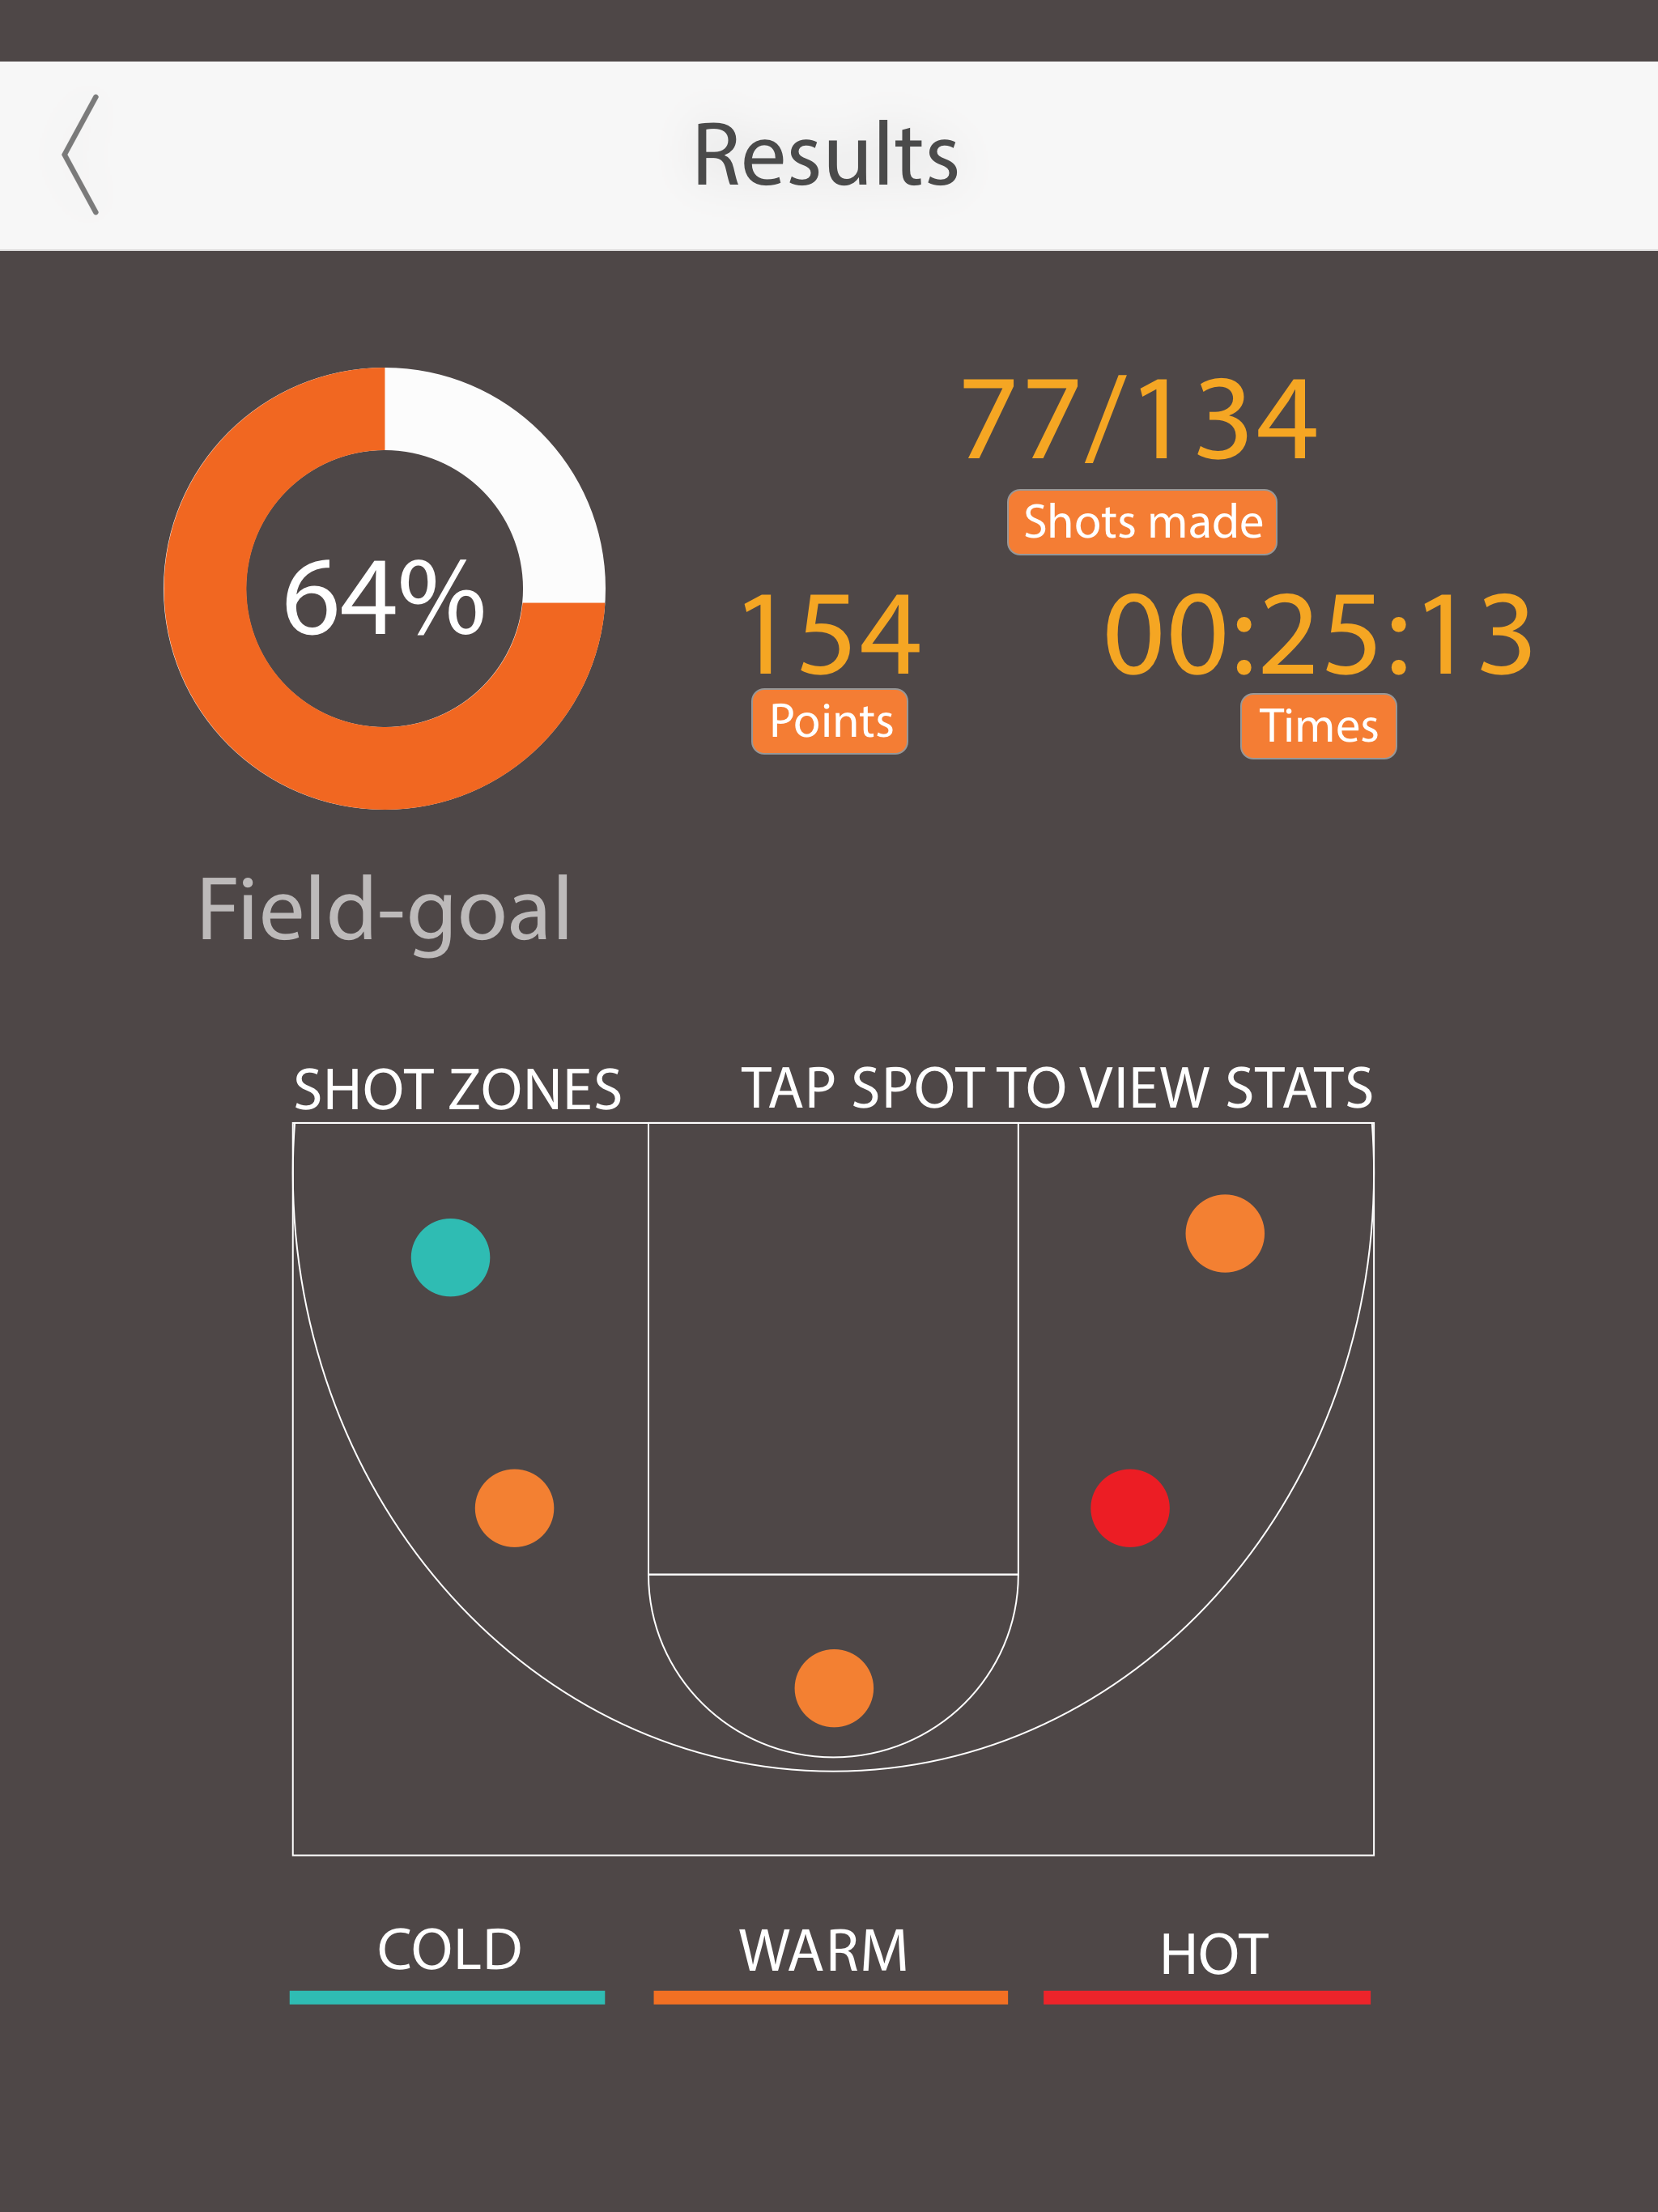 Results
77/134
Shots made
64%
154
00:25:13
Points
Times
Field-goal
SHOT ZONES
TAP SPOT TO VIEW STATS
COLD
WARM
HOT